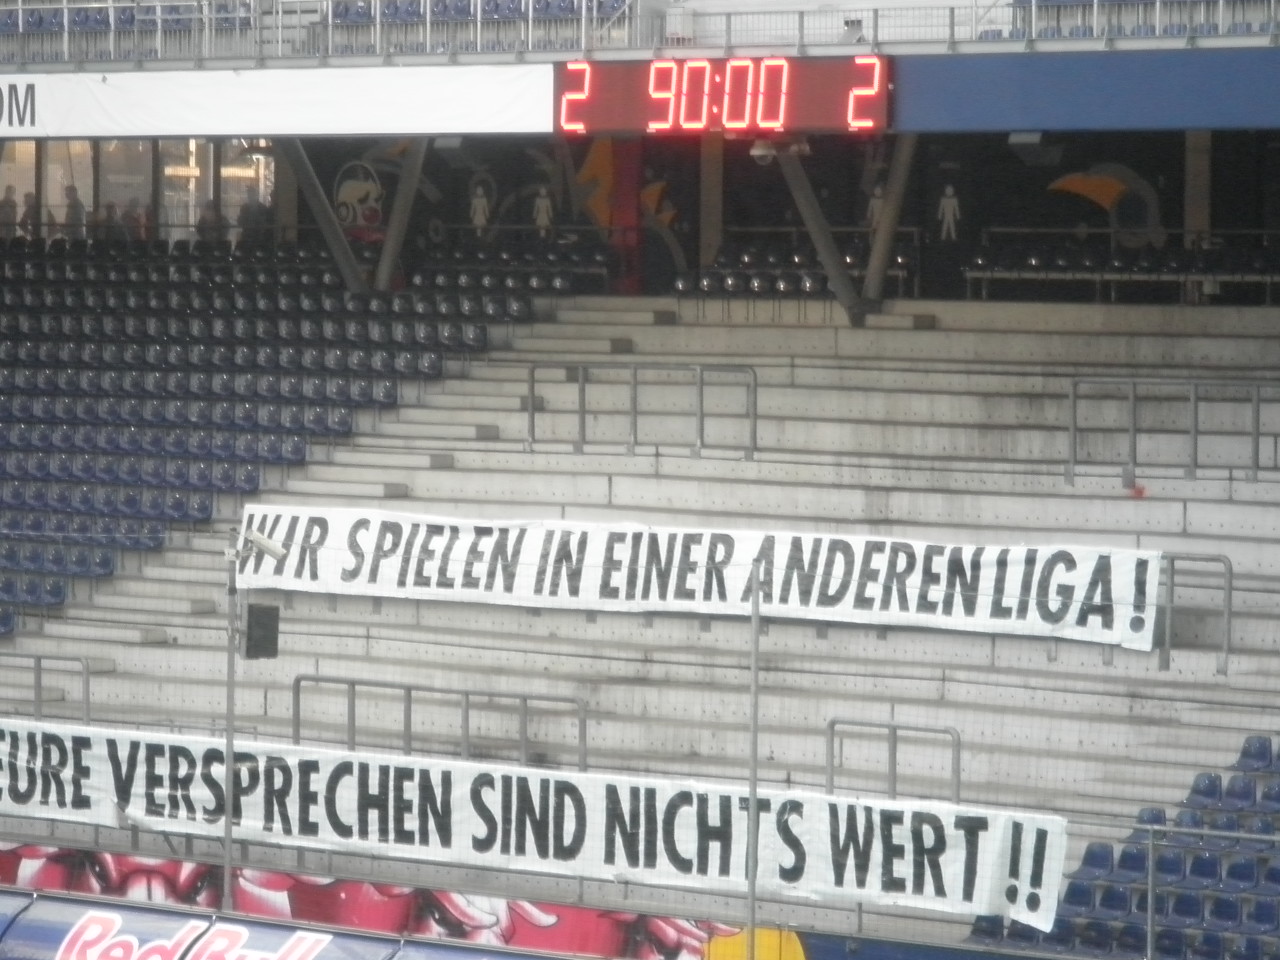 OM
2 90:00 2
WIR SPIELEN IN EINER ANDEREN LIGA!
EURE VERSPRECHEN SIND NICHTS WERT!!
Red Bull